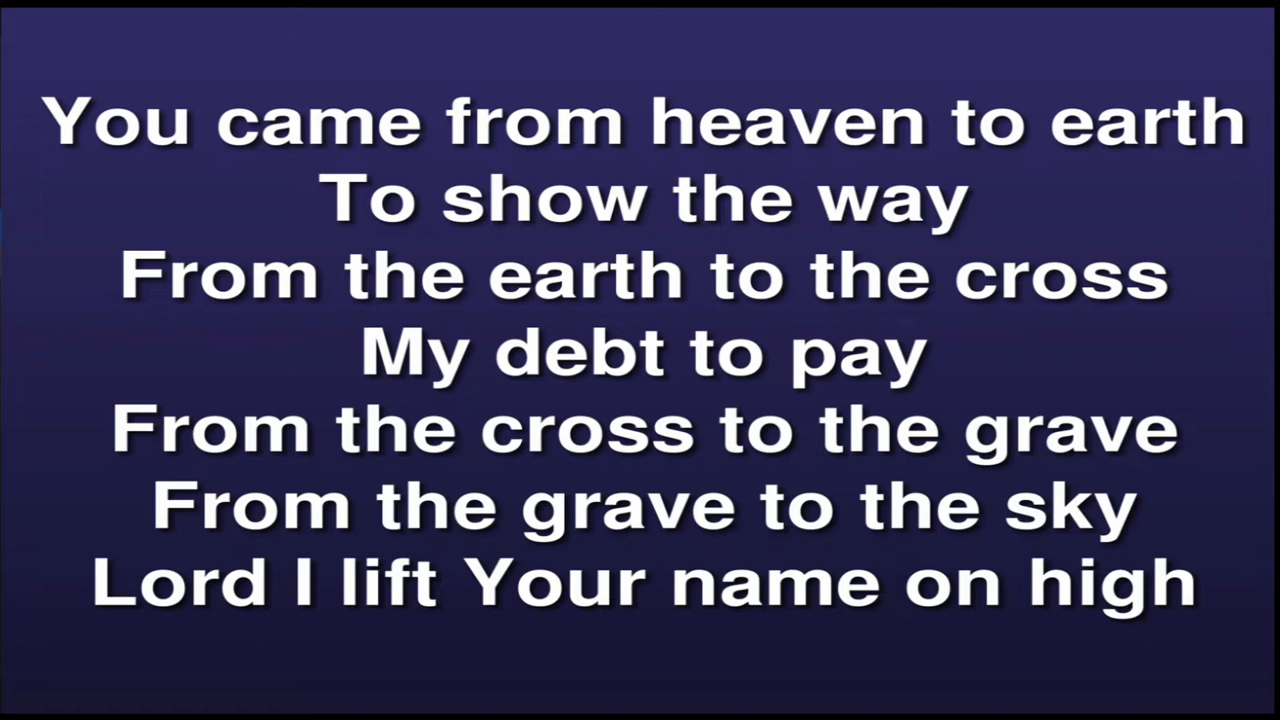 You came from heaven to earth
To show the way
From the earth to the cross
My debt to pay
From the cross to the grave
From the grave to the sky
Lord I lift Your name on high